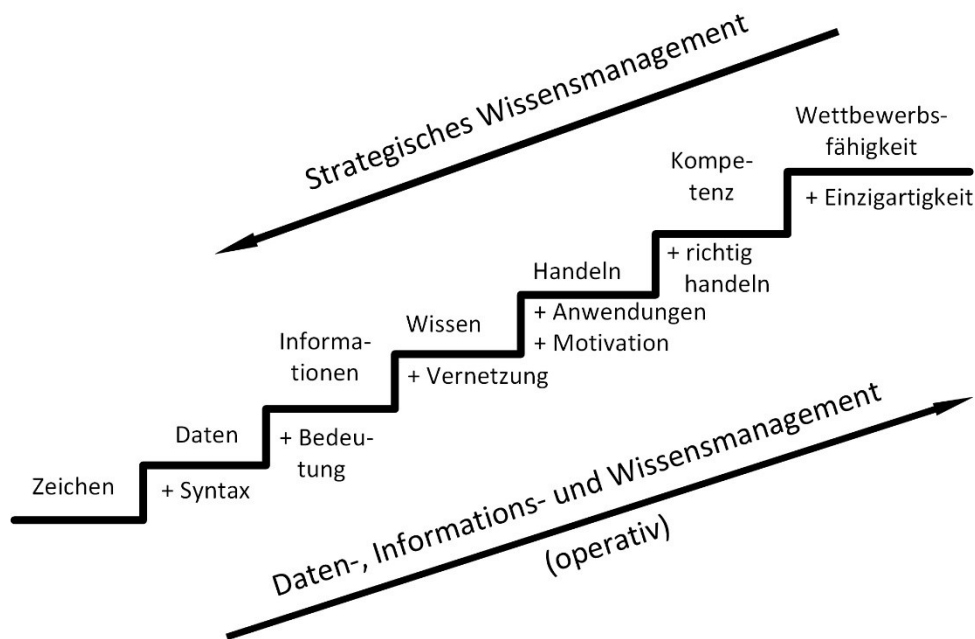 Strategisches Wissensmanagement
Wettbewerbs-
fähigkeit
+ Einzigartigkeit
Kompe-
tenz
+ richtig
handeln
Handeln
+ Anwendungen
+ Motivation
Wissen
+ Vernetzung
Informa-
tionen
+ Bedeu-
tung
Daten
+ Syntax
Zeichen
Daten-, Informations- und Wissensmanagement
(operativ)